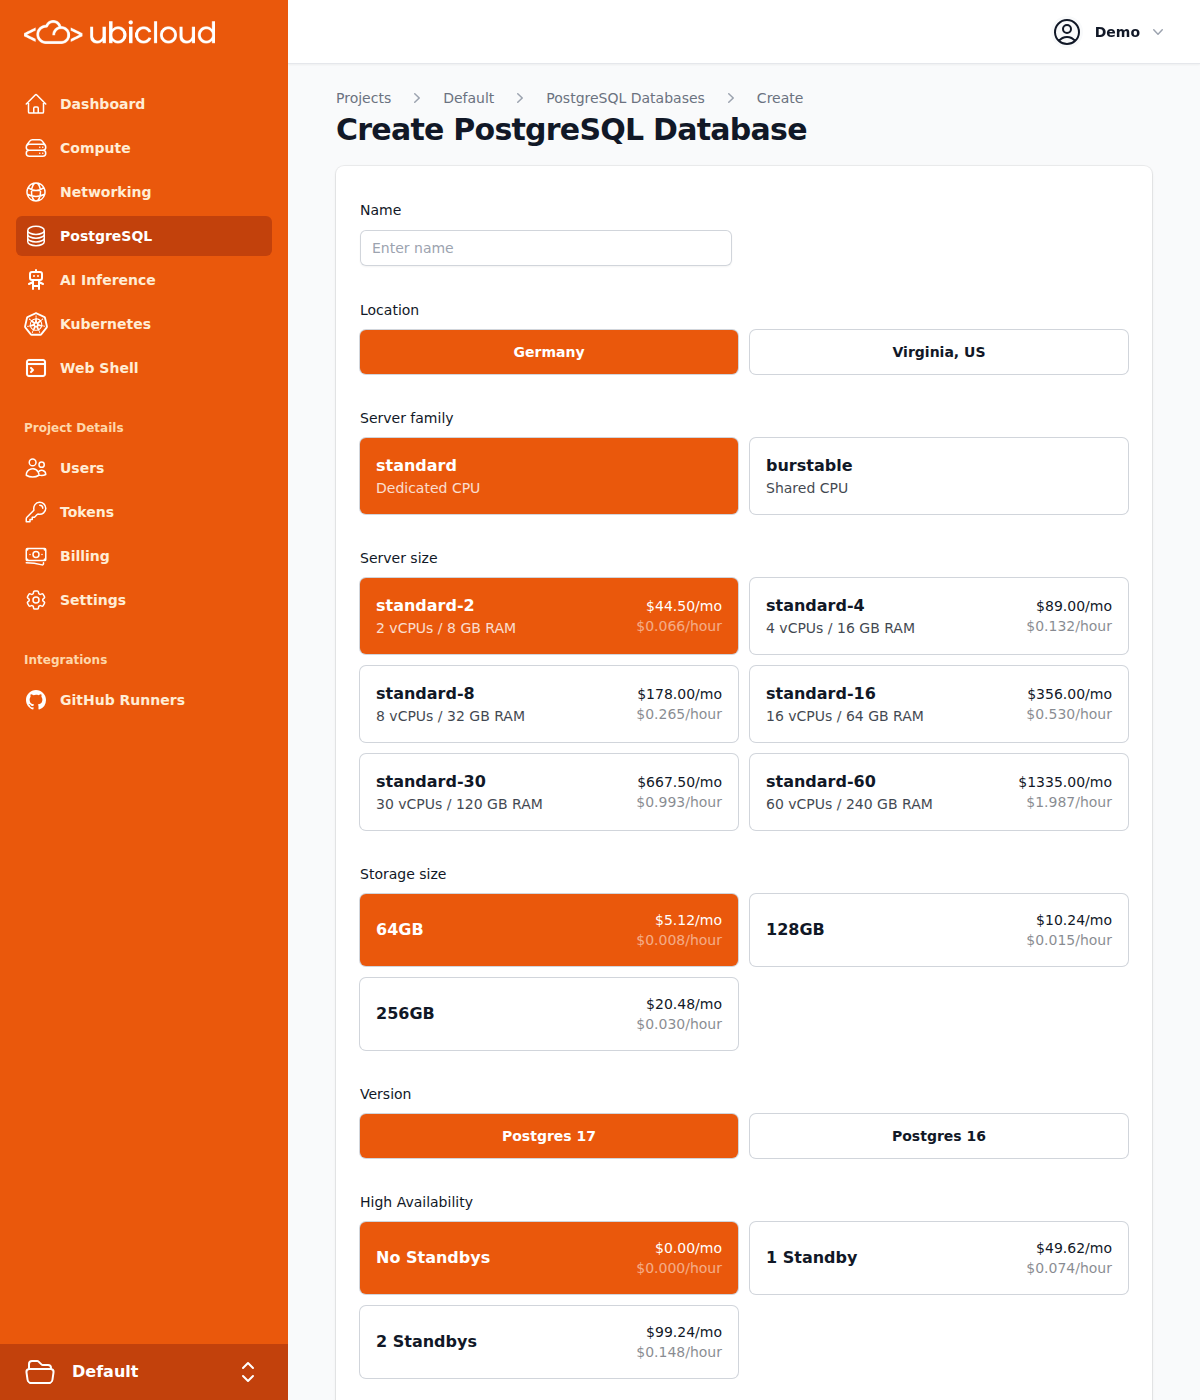 ubicloud
Demo
Dashboard
Compute
Networking
PostgreSQL
AI Inference
Kubernetes
Web Shell
Project Details
Users
Tokens
Billing
Settings
Integrations
GitHub Runners
Default
Projects > Default > PostgreSQL Databases > Create
Create PostgreSQL Database
Name
Enter name
Location
Germany
Virginia, US
Server family
standard
Dedicated CPU
burstable
Shared CPU
Server size
standard-2
2 vCPUs / 8 GB RAM
$44.50/mo
$0.066/hour
standard-4
4 vCPUs / 16 GB RAM
$89.00/mo
$0.132/hour
standard-8
8 vCPUs / 32 GB RAM
$178.00/mo
$0.265/hour
standard-16
16 vCPUs / 64 GB RAM
$356.00/mo
$0.530/hour
standard-30
30 vCPUs / 120 GB RAM
$667.50/mo
$0.993/hour
standard-60
60 vCPUs / 240 GB RAM
$1335.00/mo
$1.987/hour
Storage size
64GB
$5.12/mo
$0.008/hour
128GB
$10.24/mo
$0.015/hour
256GB
$20.48/mo
$0.030/hour
Version
Postgres 17
Postgres 16
High Availability
No Standbys
$0.00/mo
$0.000/hour
1 Standby
$49.62/mo
$0.074/hour
2 Standbys
$99.24/mo
$0.148/hour